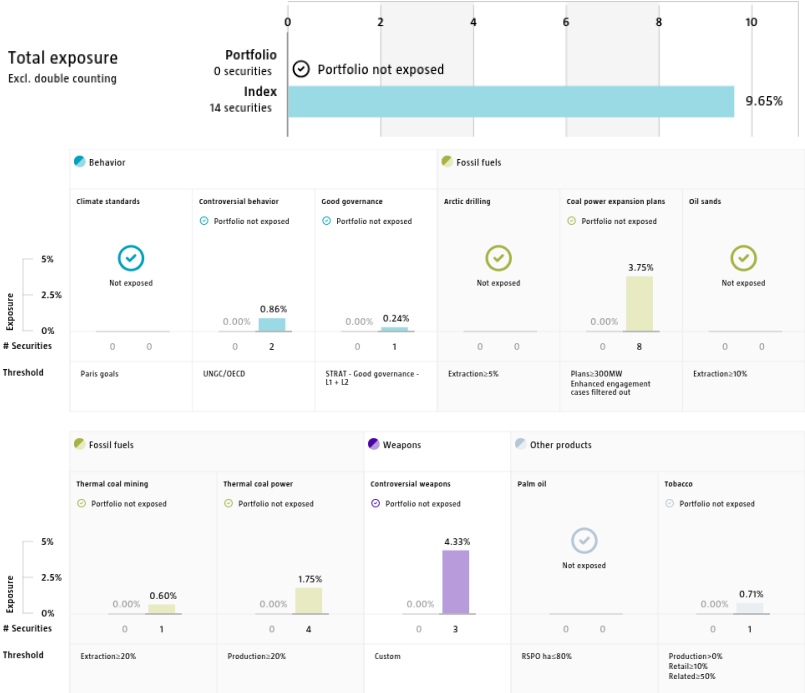 0 2 4 6 8 10
Total exposure
Excl. double counting
Portfolio
0 securities
Portfolio not exposed
Index
14 securities
9.65%
Behavior
Fossil fuels
Climate standards
Controversial behavior
Good governance
Arctic drilling
Coal power expansion plans
Oil sands
Portfolio not exposed
Portfolio not exposed
Portfolio not exposed
Exposure
5%
2.5%
0%
Not exposed
0.00% 0.86%
0.00% 0.24%
Not exposed
0.00% 3.75%
Not exposed
# Securities 0 0 0 2 0 1 0 0 0 8 0 0
Threshold
Paris goals
UNGC/OECD
STRAT - Good governance -
L1 + L2
Extraction≥5%
Plans≥300MW
Enhanced engagement
cases filtered out
Extraction≥10%
Fossil fuels
Weapons
Other products
Thermal coal mining
Thermal coal power
Controversial weapons
Palm oil
Tobacco
Portfolio not exposed
Portfolio not exposed
Portfolio not exposed
Portfolio not exposed
Exposure
5%
2.5%
0%
0.00% 0.60%
0.00% 1.75%
0.00% 4.33%
Not exposed
0.00% 0.71%
# Securities 0 1 0 4 0 3 0 0 0 1
Threshold
Extraction≥20%
Production≥20%
Custom
RSPO ha≤80%
Production>0%
Retail≥10%
Related≥50%